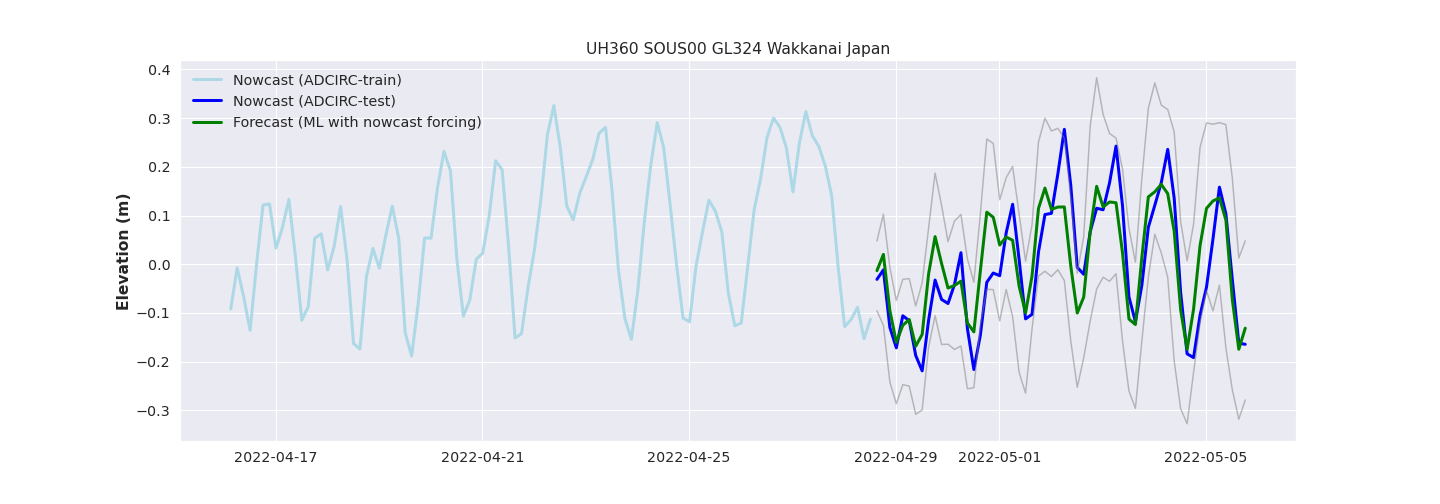 UH360 SOUS00 GL324 Wakkanai Japan
Nowcast (ADCIRC-train)
Nowcast (ADCIRC-test)
Forecast (ML with nowcast forcing)
Elevation (m)
0.4
0.3
0.2
0.1
0.0
−0.1
−0.2
−0.3
2022-04-17 2022-04-21 2022-04-25 2022-04-29 2022-05-01 2022-05-05